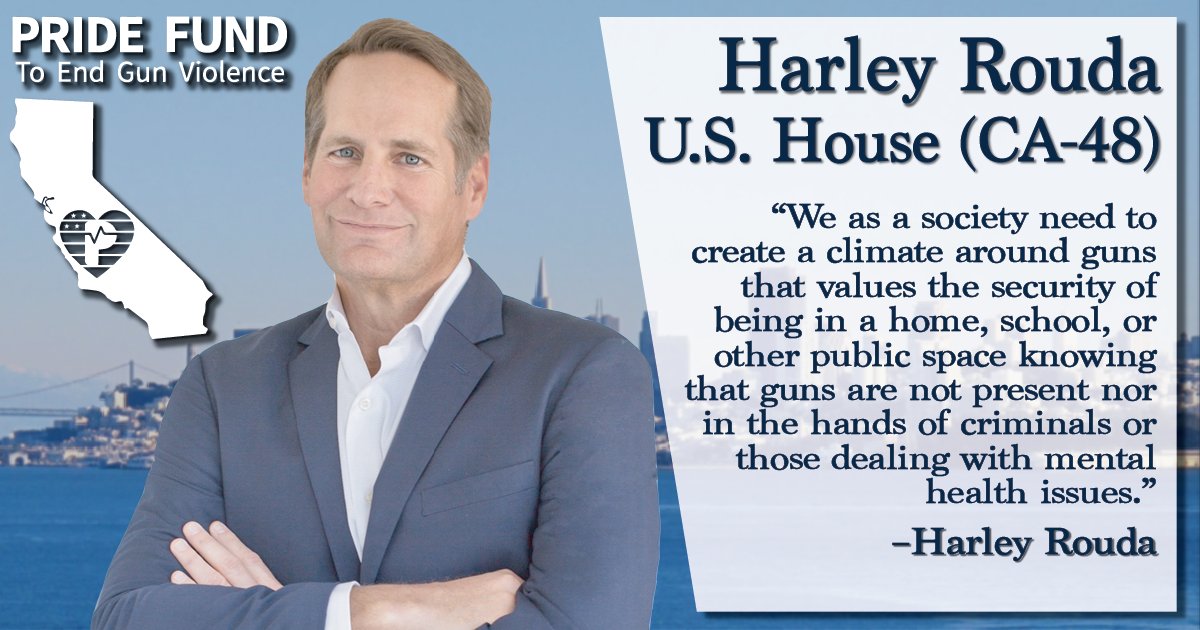 PRIDE FUND
To End Gun Violence
Harley Rouda
U.S. House (CA-48)
“We as a society need to
create a climate around guns
that values the security of
being in a home, school, or
other public space knowing
that guns are not present nor
in the hands of criminals or
those dealing with mental
health issues.”
–Harley Rouda